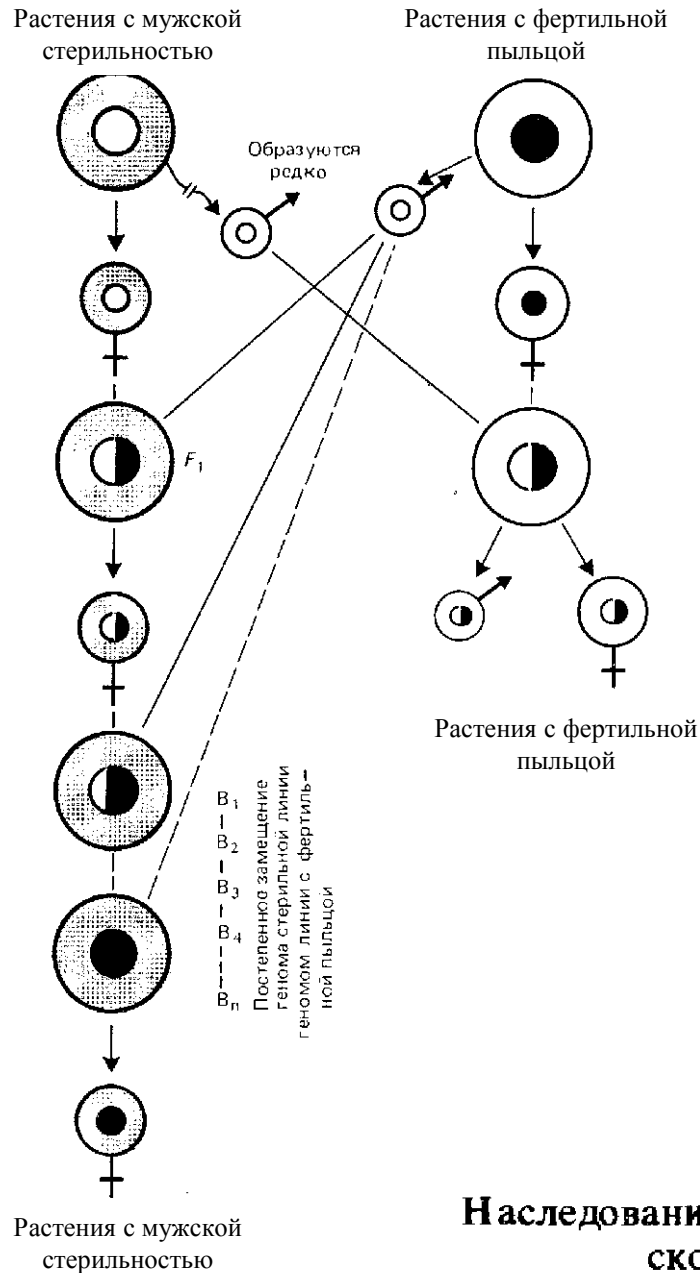 Растения с мужской
стерильностью
Растения с фертильной
пыльцой
Образуются
редко
F₁
Растения с фертильной
пыльцой
B₁
B₂
B₃
B₄
Bₙ
Постепенное замещение
генома стерильной линии
геномом линии с фертиль–
ной пыльцой
Растения с мужской
стерильностью
Наследовани
ско